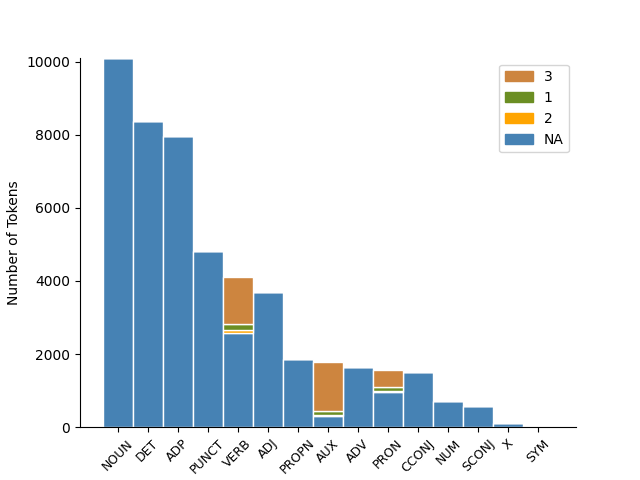 10000
8000
6000
4000
2000
0
Number of Tokens
3
1
2
NA
NOUN
DET
ADP
PUNCT
VERB
ADJ
PROPN
AUX
ADV
PRON
CCONJ
NUM
SCONJ
X
SYM